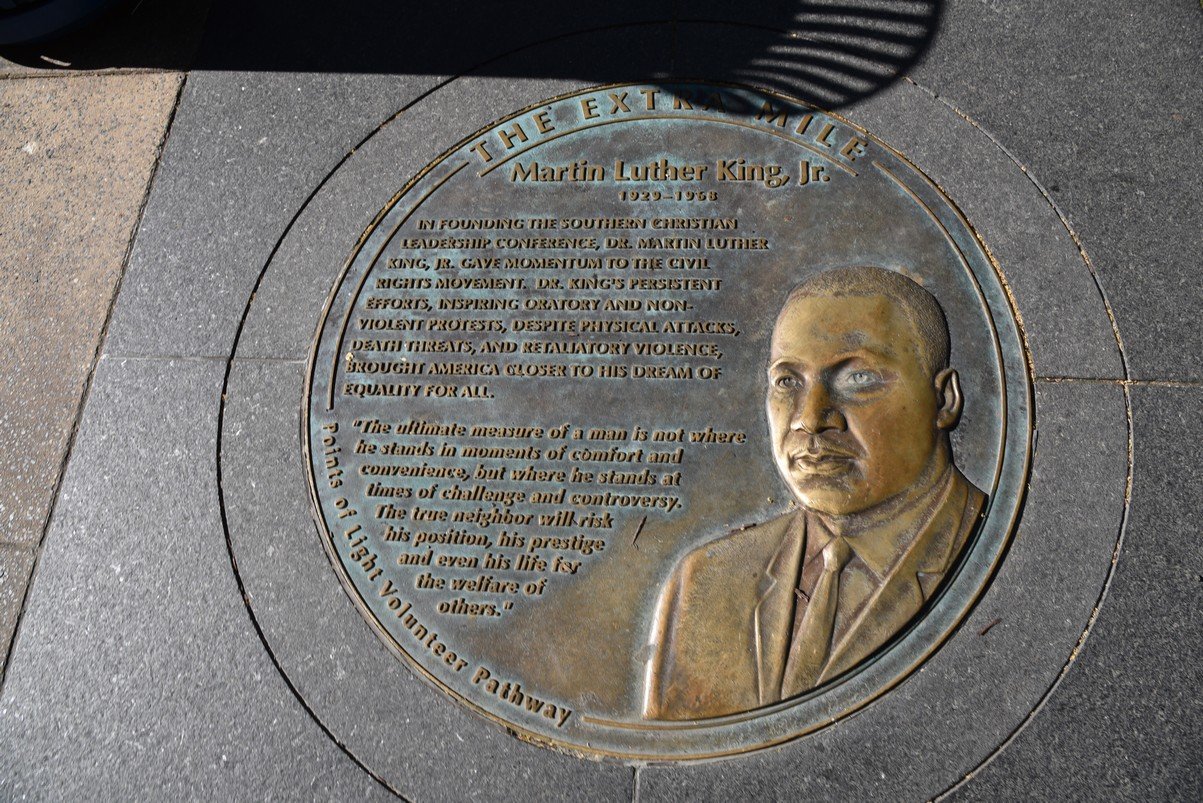 THE EXTRA MILE
Martin Luther King, Jr.
1929–1968
IN FOUNDING THE SOUTHERN CHRISTIAN
LEADERSHIP CONFERENCE, DR. MARTIN LUTHER
KING, JR. GAVE MOMENTUM TO THE CIVIL
RIGHTS MOVEMENT. DR. KING'S PERSISTENT
EFFORTS, INSPIRING ORATORY AND NON-
VIOLENT PROTESTS, DESPITE PHYSICAL ATTACKS,
DEATH THREATS, AND RETALIATORY VIOLENCE,
BROUGHT AMERICA CLOSER TO HIS DREAM OF
EQUALITY FOR ALL.
"The ultimate measure of a man is not where
he stands in moments of comfort and
convenience, but where he stands at
times of challenge and controversy.
The true neighbor will risk
his position, his prestige
and even his life for
the welfare of
others."
Points of Light Volunteer Pathway